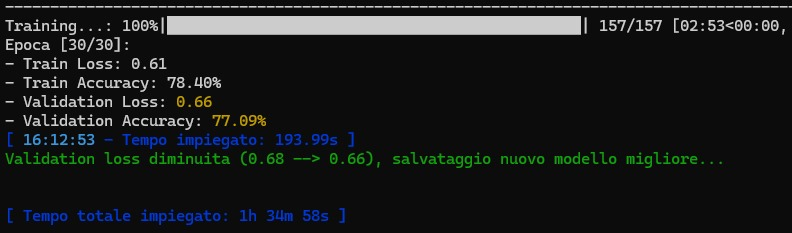 Training...: 100%| | 157/157 [02:53<00:00,
Epoca [30/30]:
- Train Loss: 0.61
- Train Accuracy: 78.40%
- Validation Loss: 0.66
- Validation Accuracy: 77.09%
[ 16:12:53 - Tempo impiegato: 193.99s ]
Validation loss diminuita (0.68 --> 0.66), salvataggio nuovo modello migliore...
[ Tempo totale impiegato: 1h 34m 58s ]